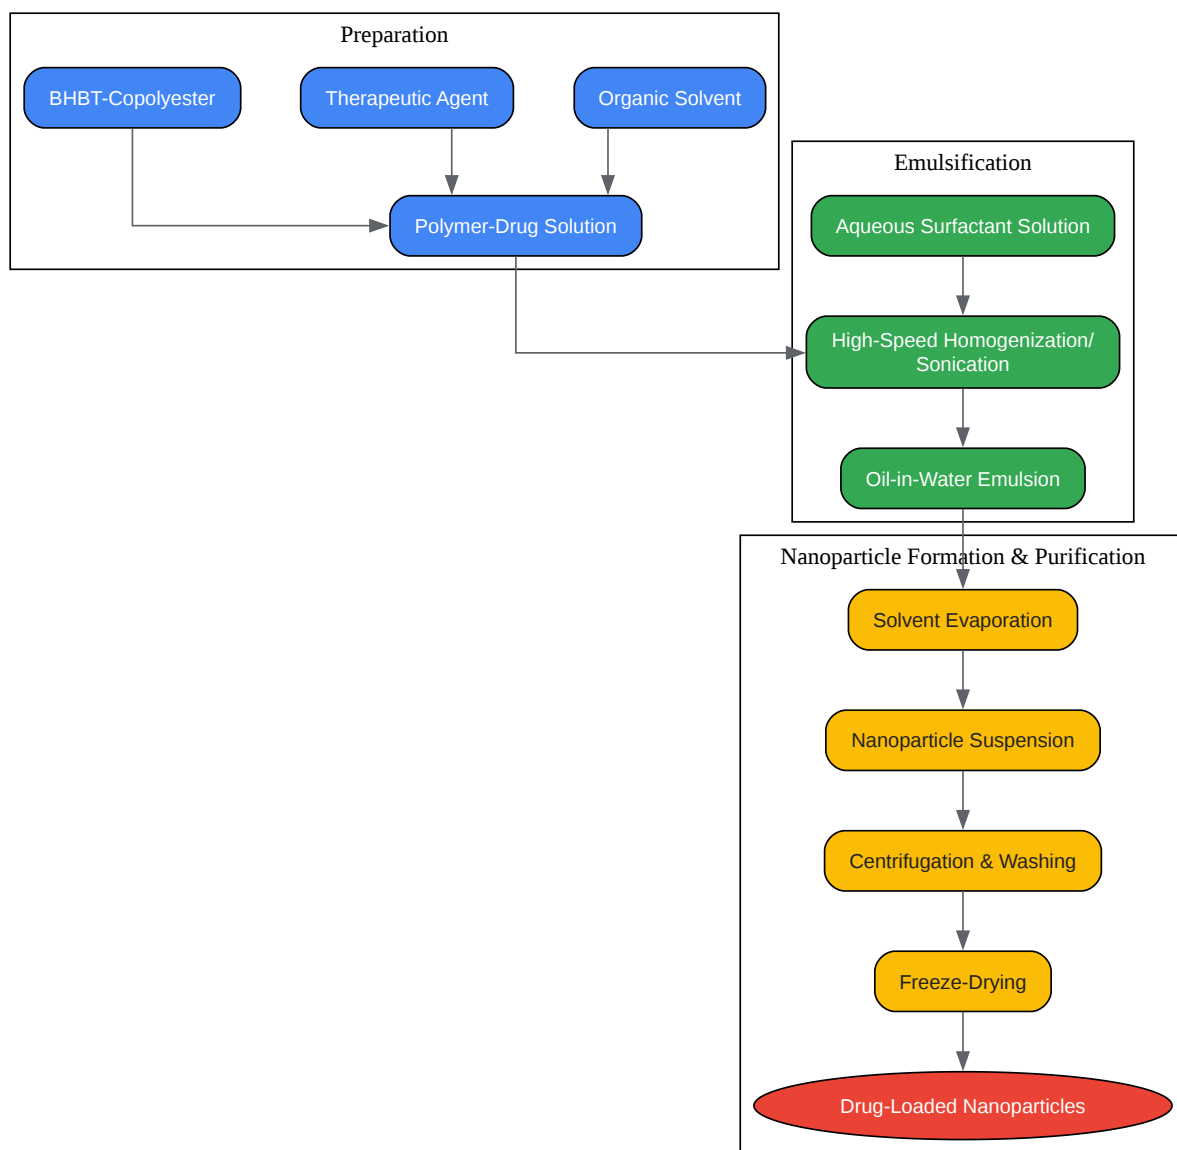 Preparation
BHBT-Copolyester
Therapeutic Agent
Organic Solvent
Polymer-Drug Solution
Emulsification
Aqueous Surfactant Solution
High-Speed Homogenization/
Sonication
Oil-in-Water Emulsion
Nanoparticle Formation & Purification
Solvent Evaporation
Nanoparticle Suspension
Centrifugation & Washing
Freeze-Drying
Drug-Loaded Nanoparticles